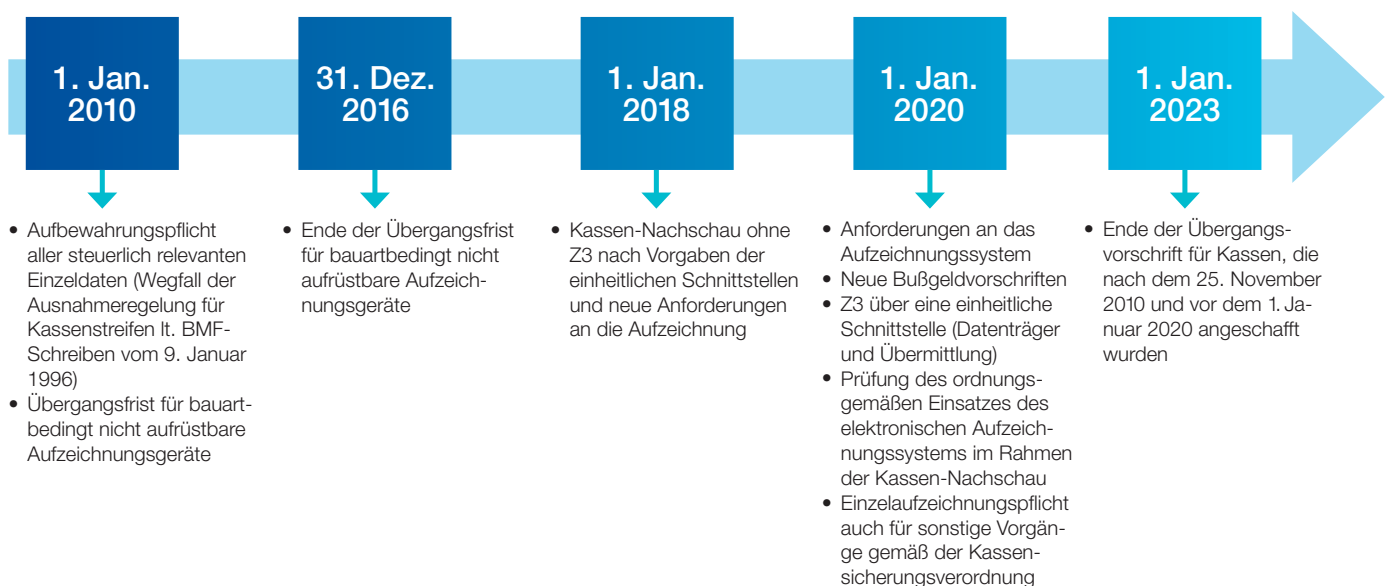 1. Jan.
2010
31. Dez.
2016
1. Jan.
2018
1. Jan.
2020
1. Jan.
2023
• Aufbewahrungspflicht
aller steuerlich relevanten
Einzeldaten (Wegfall der
Ausnahmeregelung für
Kassenstreifen lt. BMF-
Schreiben vom 9. Januar
1996)
• Übergangsfrist für bauart-
bedingt nicht aufrüstbare
Aufzeichnungsgeräte
• Ende der Übergangsfrist
für bauartbedingt nicht
aufrüstbare Aufzeich-
nungsgeräte
• Kassen-Nachschau ohne
Z3 nach Vorgaben der
einheitlichen Schnittstellen
und neue Anforderungen
an die Aufzeichnung
• Anforderungen an das
Aufzeichnungssystem
• Neue Bußgeldvorschriften
• Z3 über eine einheitliche
Schnittstelle (Datenträger
und Übermittlung)
• Prüfung des ordnungs-
gemäßen Einsatzes des
elektronischen Aufzeich-
nungssystems im Rahmen
der Kassen-Nachschau
• Einzelaufzeichnungspflicht
auch für sonstige Vorgän-
ge gemäß der Kassen-
sicherungsverordnung
• Ende der Übergangs-
vorschrift für Kassen, die
nach dem 25. November
2010 und vor dem 1. Ja-
nuar 2020 angeschafft
wurden